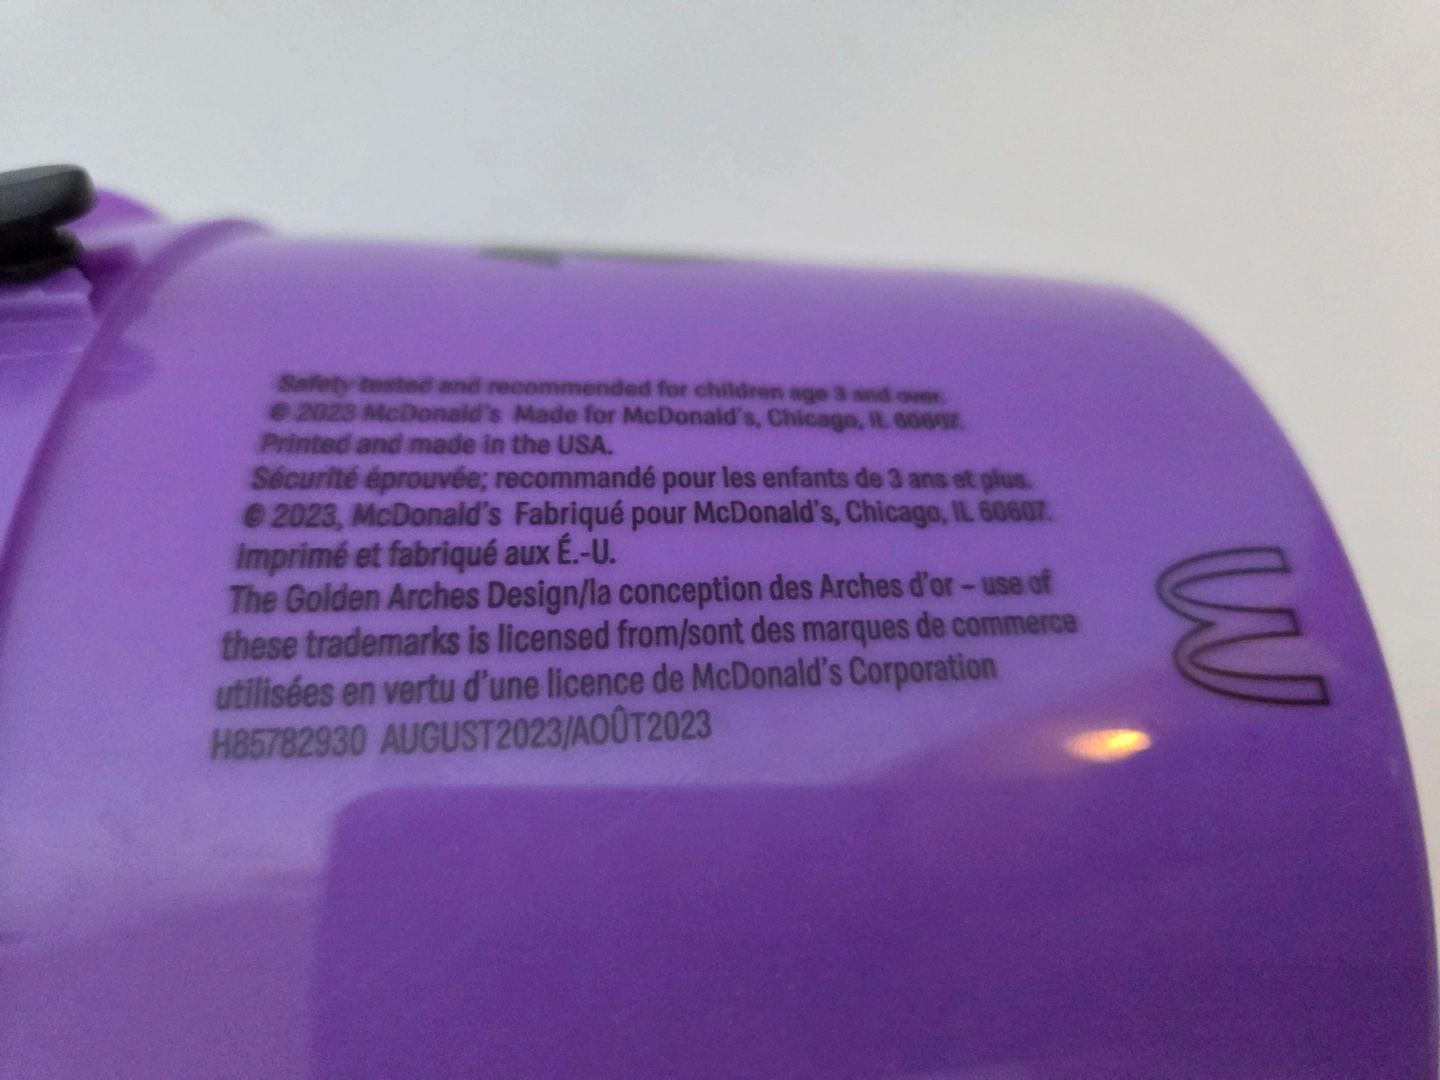 Safety tested and recommended for children age 3 and over.
© 2023 McDonald's Made for McDonald's, Chicago, IL 60607.
Printed and made in the USA.
Sécurité éprouvée; recommandé pour les enfants de 3 ans et plus.
© 2023, McDonald's Fabriqué pour McDonald's, Chicago, IL 60607.
Imprimé et fabriqué aux É.-U.
The Golden Arches Design/la conception des Arches d'or – use of
these trademarks is licensed from/sont des marques de commerce
utilisées en vertu d'une licence de McDonald's Corporation
H85782930 AUGUST2023/AOÛT2023